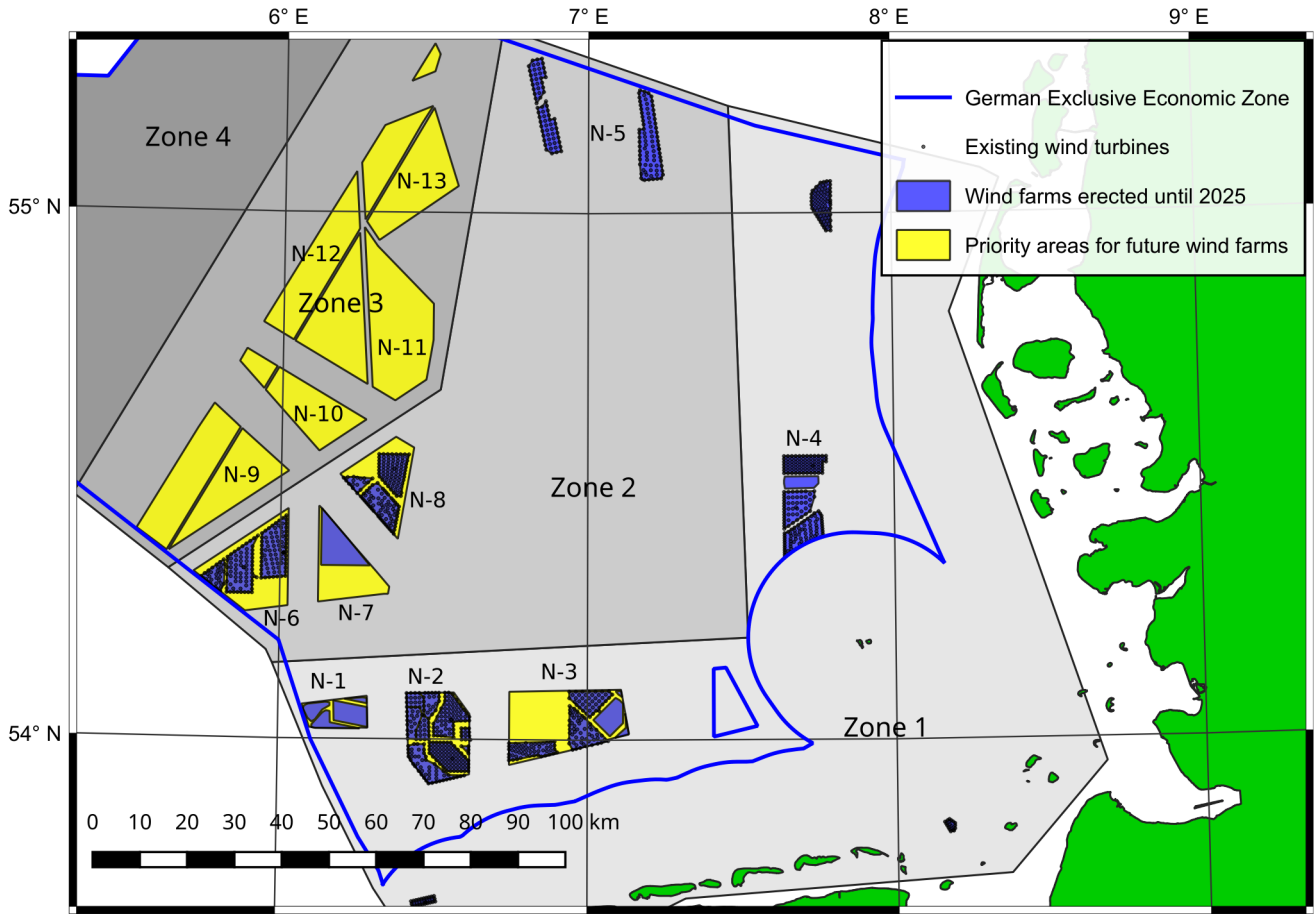 6° E
7° E
8° E
9° E
German Exclusive Economic Zone
Existing wind turbines
Wind farms erected until 2025
Priority areas for future wind farms
Zone 4
N-5
N-13
55° N
N-12
Zone 3
N-11
N-10
N-4
N-9
Zone 2
N-8
N-7
N-6
N-3
N-1
N-2
Zone 1
54° N
0 10 20 30 40 50 60 70 80 90 100 km